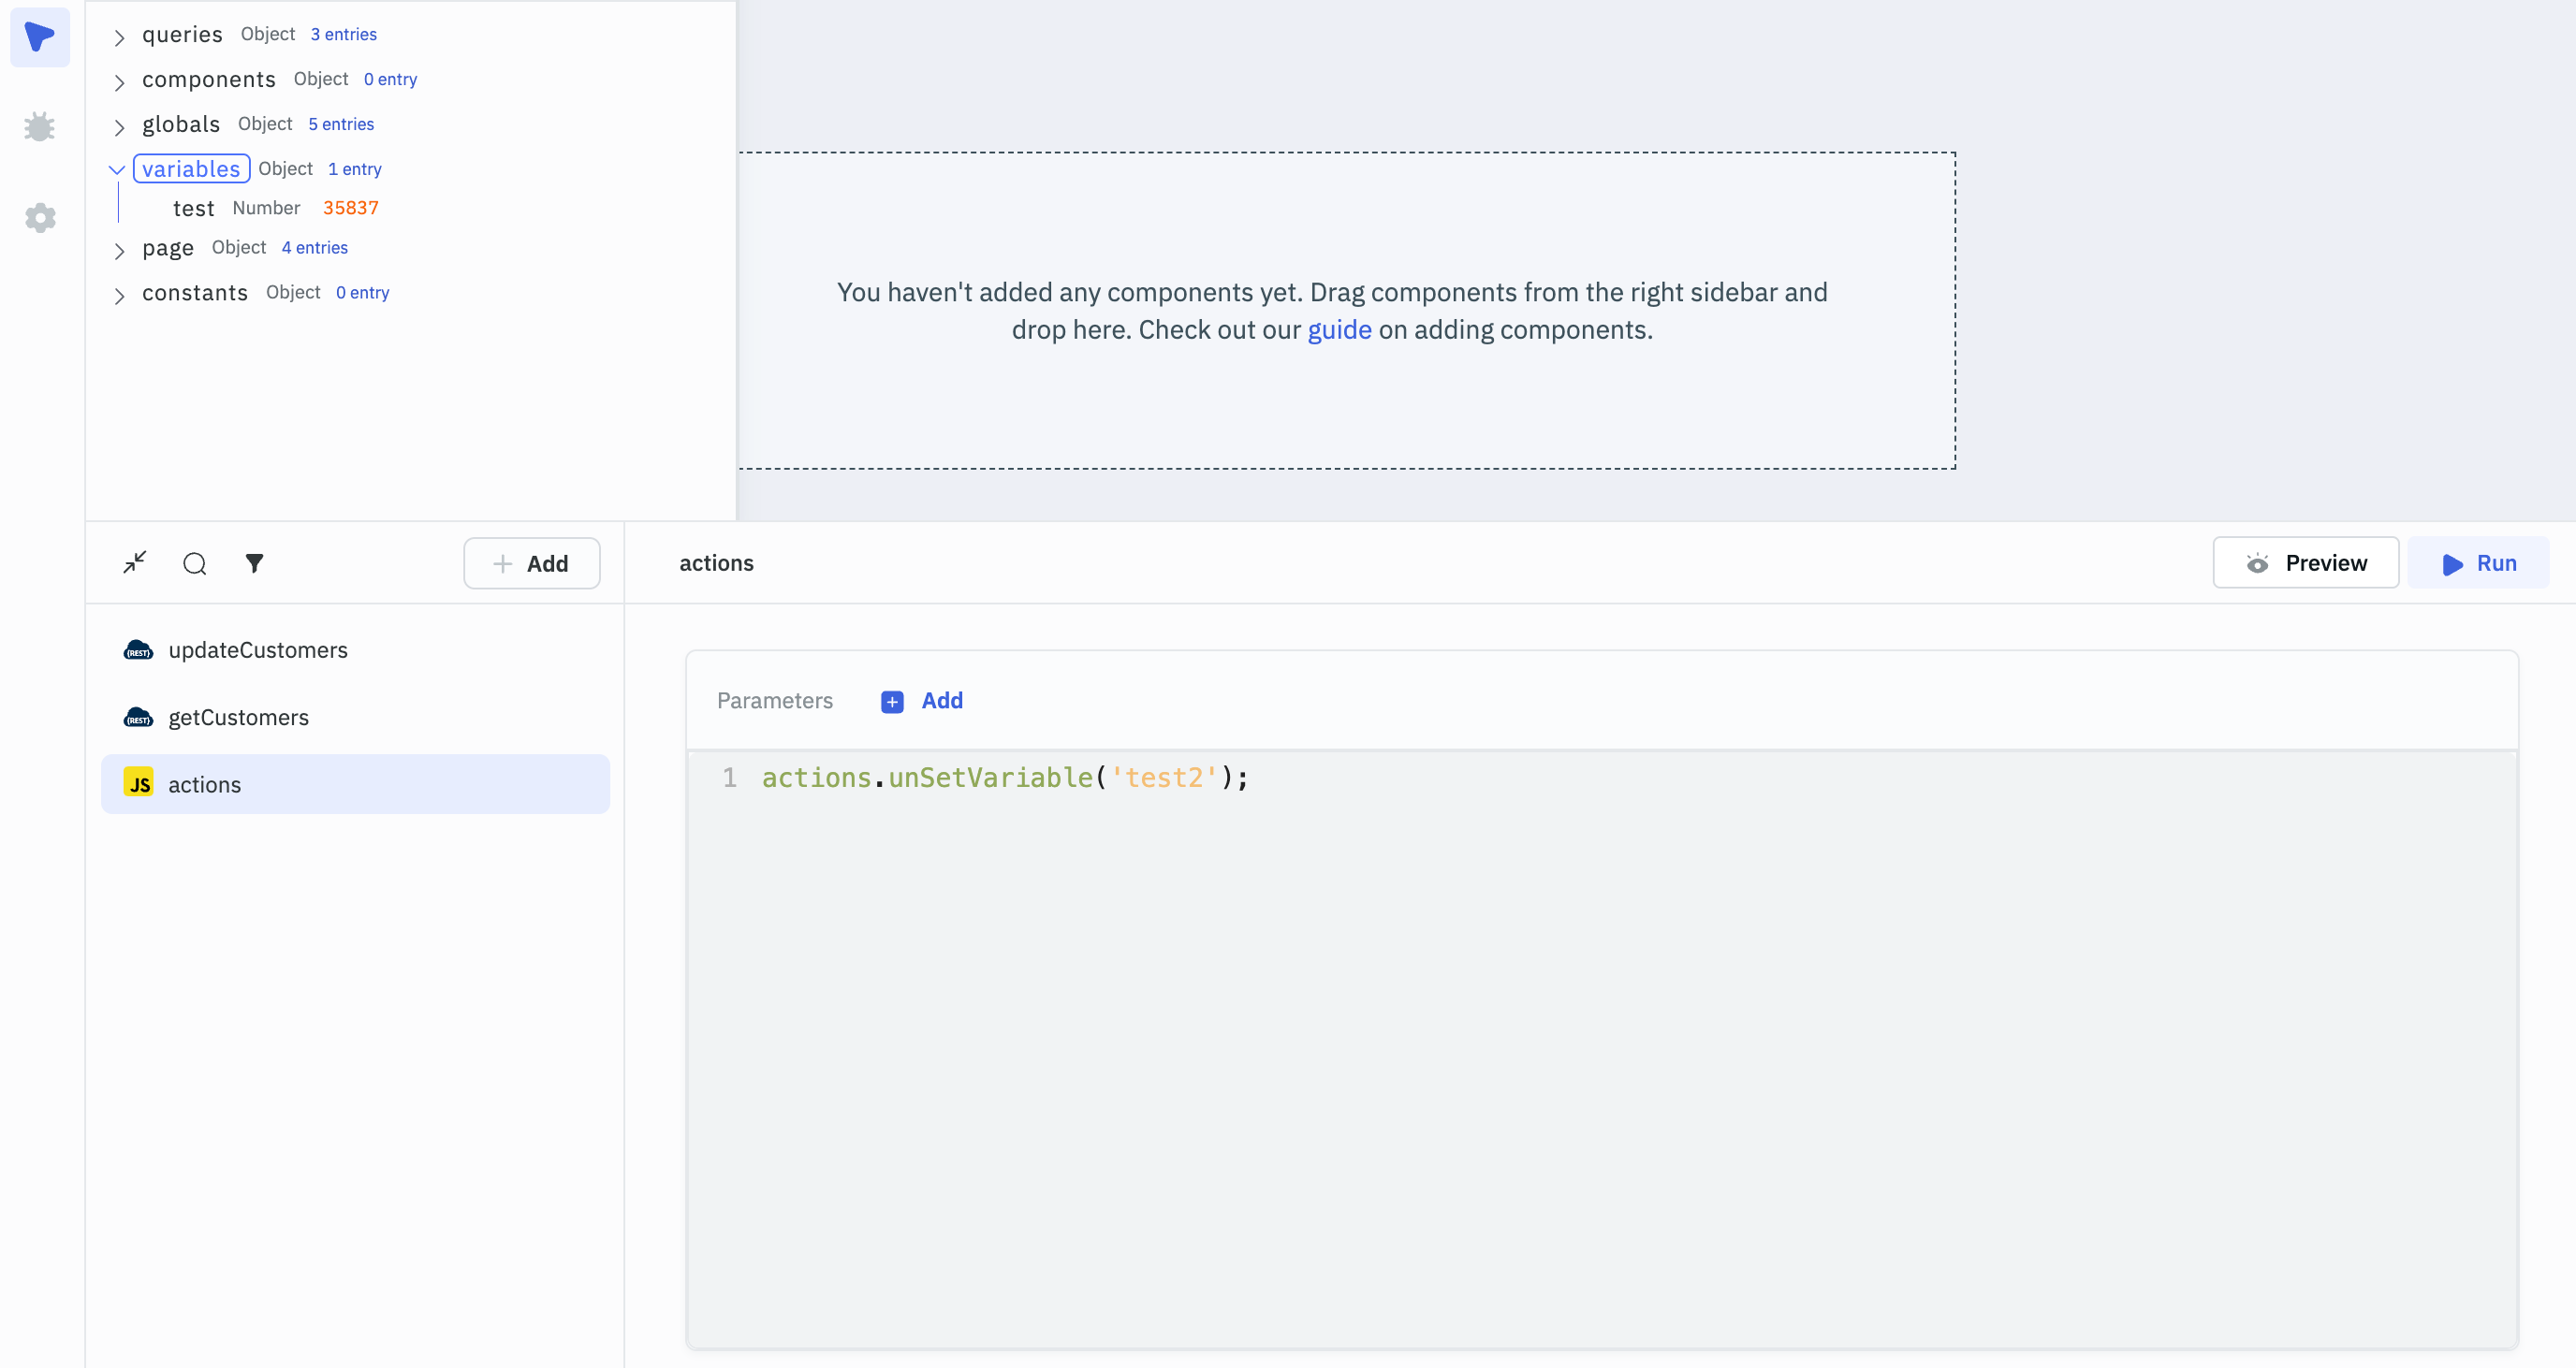 queries Object 3 entries
components Object 0 entry
globals Object 5 entries
variables Object 1 entry
test Number 35837
page Object 4 entries
constants Object 0 entry
You haven't added any components yet. Drag components from the right sidebar and
drop here. Check out our guide on adding components.
Add
actions
Preview
Run
{REST} updateCustomers
{REST} getCustomers
JS actions
Parameters Add
1 actions.unSetVariable('test2');